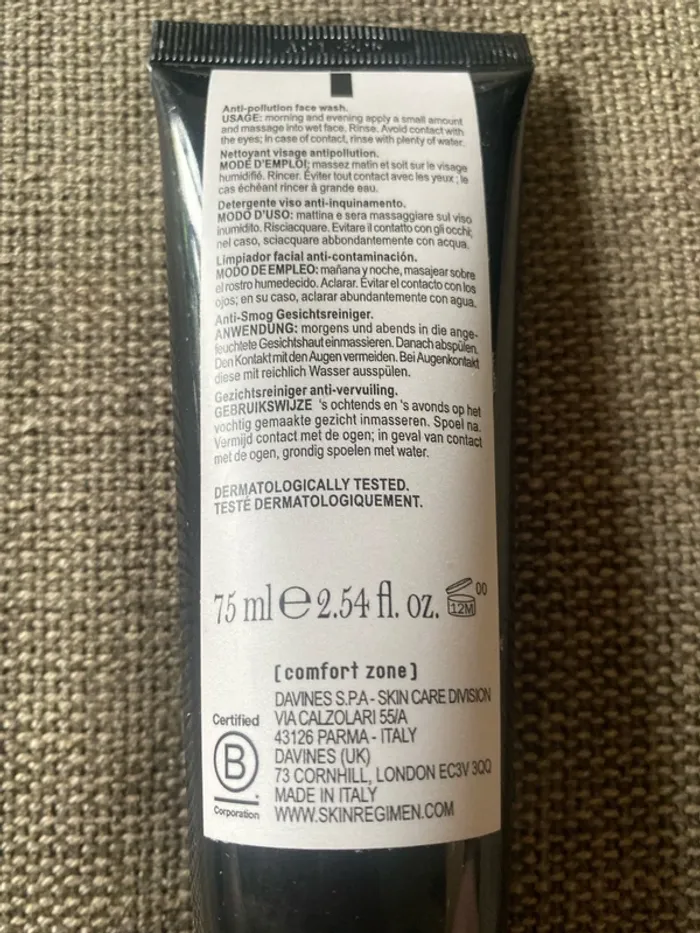 Anti-pollution face wash.
USAGE: morning and evening apply a small amount
and massage into wet face. Rinse. Avoid contact with
the eyes; in case of contact, rinse with plenty of water.
Nettoyant visage antipollution.
MODE D'EMPLOI: massez matin et soit sur le visage
humidifié. Rincer. Éviter tout contact avec les yeux ; le
cas échéant rincer à grande eau.
Detergente viso anti-inquinamento.
MODO D'USO: mattina e sera massaggiare sul viso
inumidito. Risciacquare. Evitare il contatto con gli occhi;
nel caso, sciacquare abbondantemente con acqua.
Limpiador facial anti-contaminación.
MODO DE EMPLEO: mañana y noche, masajear sobre
el rostro humedecido. Aclarar. Evitar el contacto con los
ojos; en su caso, aclarar abundantemente con agua.
Anti-Smog Gesichtsreiniger.
ANWENDUNG: morgens und abends in die ange-
feuchtete Gesichtshaut einmassieren. Danach abspülen.
Den Kontakt mit den Augen vermeiden. Bei Augenkontakt
diese mit reichlich Wasser ausspülen.
Gezichtsreiniger anti-vervuiling.
GEBRUIKSWIJZE 's ochtends en 's avonds op het
vochtig gemaakte gezicht inmasseren. Spoel na.
Vermijd contact met de ogen; in geval van contact
met de ogen, grondig spoelen met water.
DERMATOLOGICALLY TESTED.
TESTÉ DERMATOLOGIQUEMENT.
75 ml e 2.54 fl. oz. 12M 00
[comfort zone]
DAVINES S.P.A - SKIN CARE DIVISION
VIA CALZOLARI 55/A
43126 PARMA - ITALY
DAVINES (UK)
73 CORNHILL, LONDON EC3V 3QQ
MADE IN ITALY
WWW.SKINREGIMEN.COM
Certified
B
Corporation